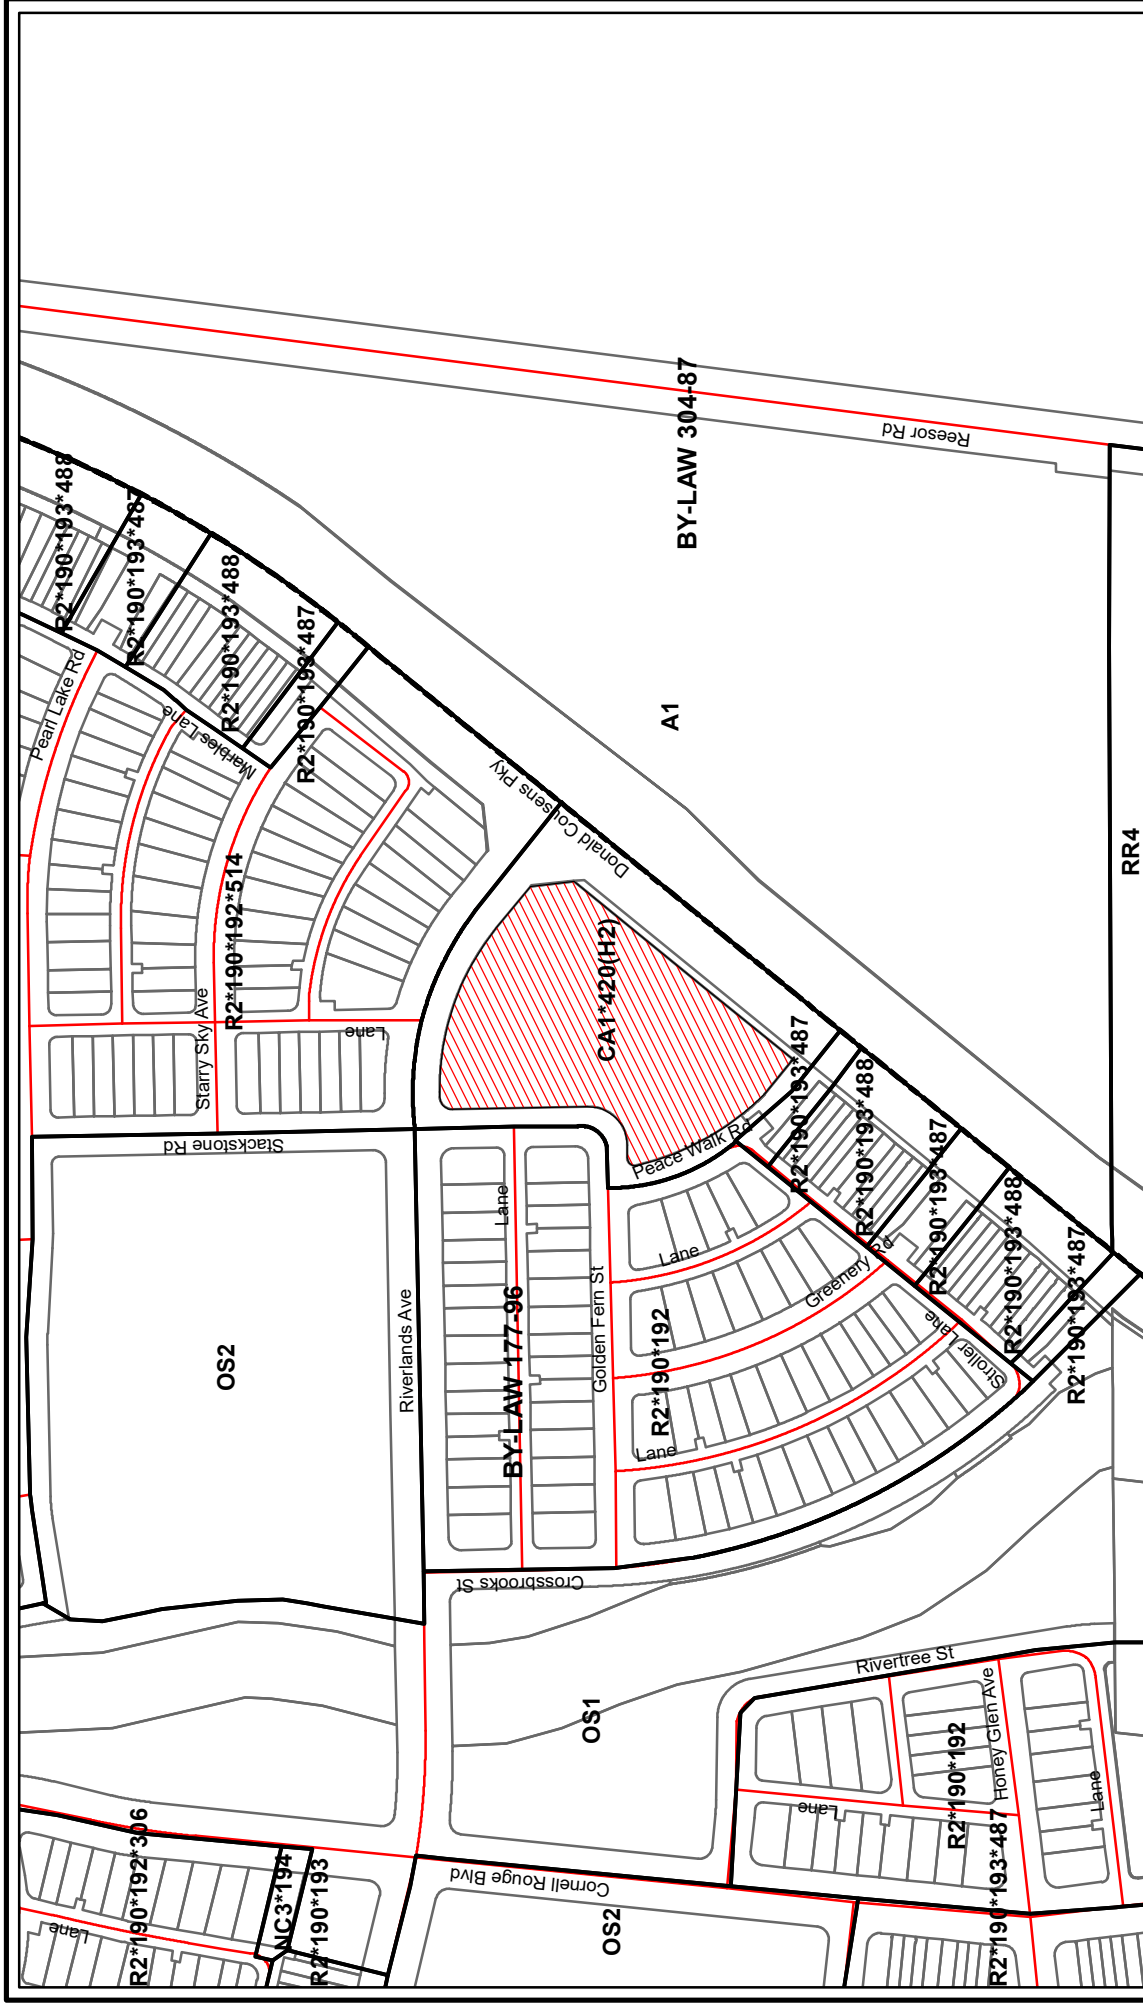 R2*190*193*488
R2*190*193*487
R2*190*193*488
R2*190*193*487
BY-LAW 304-87
Reesor Rd
Pearl Lake Rd
Marbles Lane
Donald Cousens Pky
A1
RR4
R2*190*192*514
Starry Sky Ave
Lane
CA1*420(H2)
Stackstone Rd
Peace Walk Rd
R2*190*193*487
R2*190*193*488
R2*190*193*487
R2*190*193*488
R2*190*193*487
Lane
Lane
Greenery Rd
Stroller Lane
Golden Fern St
R2*190*192
Lane
BY-LAW 177-96
Riverlands Ave
OS2
Crossbrooks St
Rivertree St
OS1
Honey Glen Ave
R2*190*192
Lane
Lane
R2*190*193*487
Cornell Rouge Blvd
OS2
R2*190*192*306
NC3*194
R2*190*193
Lane